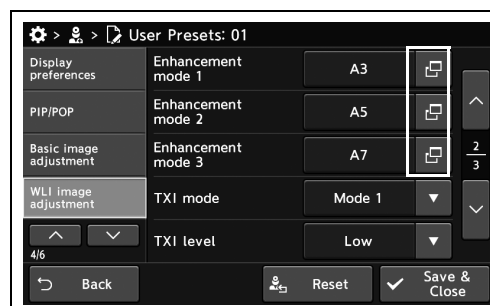 > > User Presets: 01
Display
preferences
PIP/POP
Basic image
adjustment
WLI image
adjustment
4/6
Enhancement
mode 1
A3
Enhancement
mode 2
A5
Enhancement
mode 3
A7
TXI mode
Mode 1
TXI level
Low
2
3
Back
Reset
Save &
Close